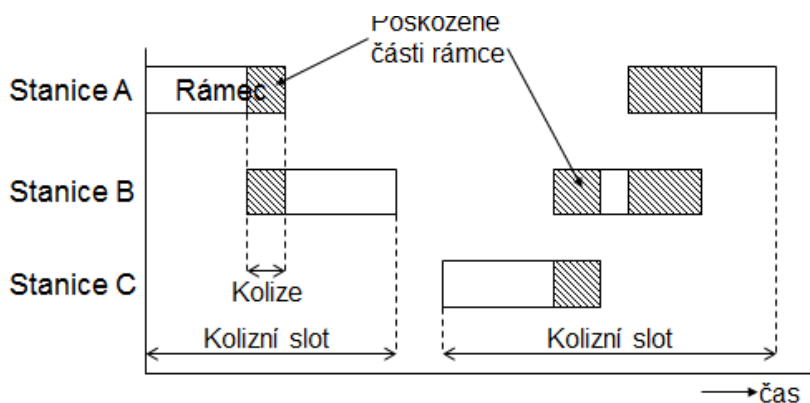 Poškozené
části rámce
Stanice A
Rámec
Stanice B
Stanice C
Kolize
Kolizní slot
Kolizní slot
čas